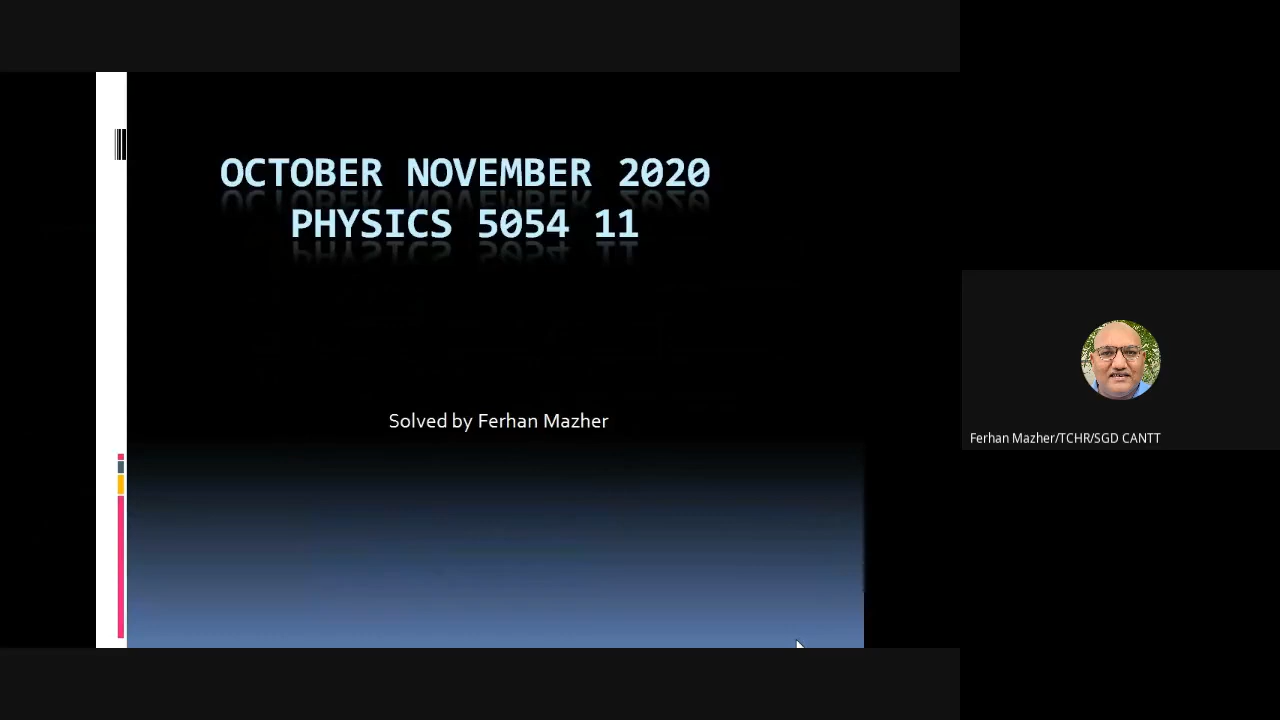 OCTOBER NOVEMBER 2020
PHYSICS 5054 11
Solved by Ferhan Mazher
Ferhan Mazher/TCHR/SGD CANTT